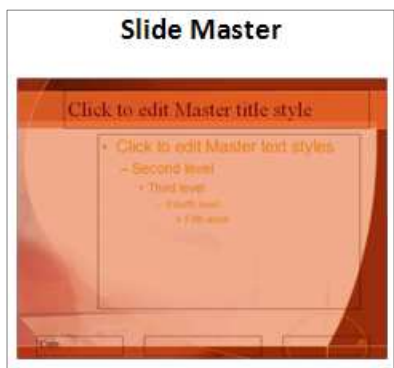 Slide Master
Click to edit Master title style
• Click to edit Master text styles
– Second level
• Third level
– Fourth level
• Fifth level